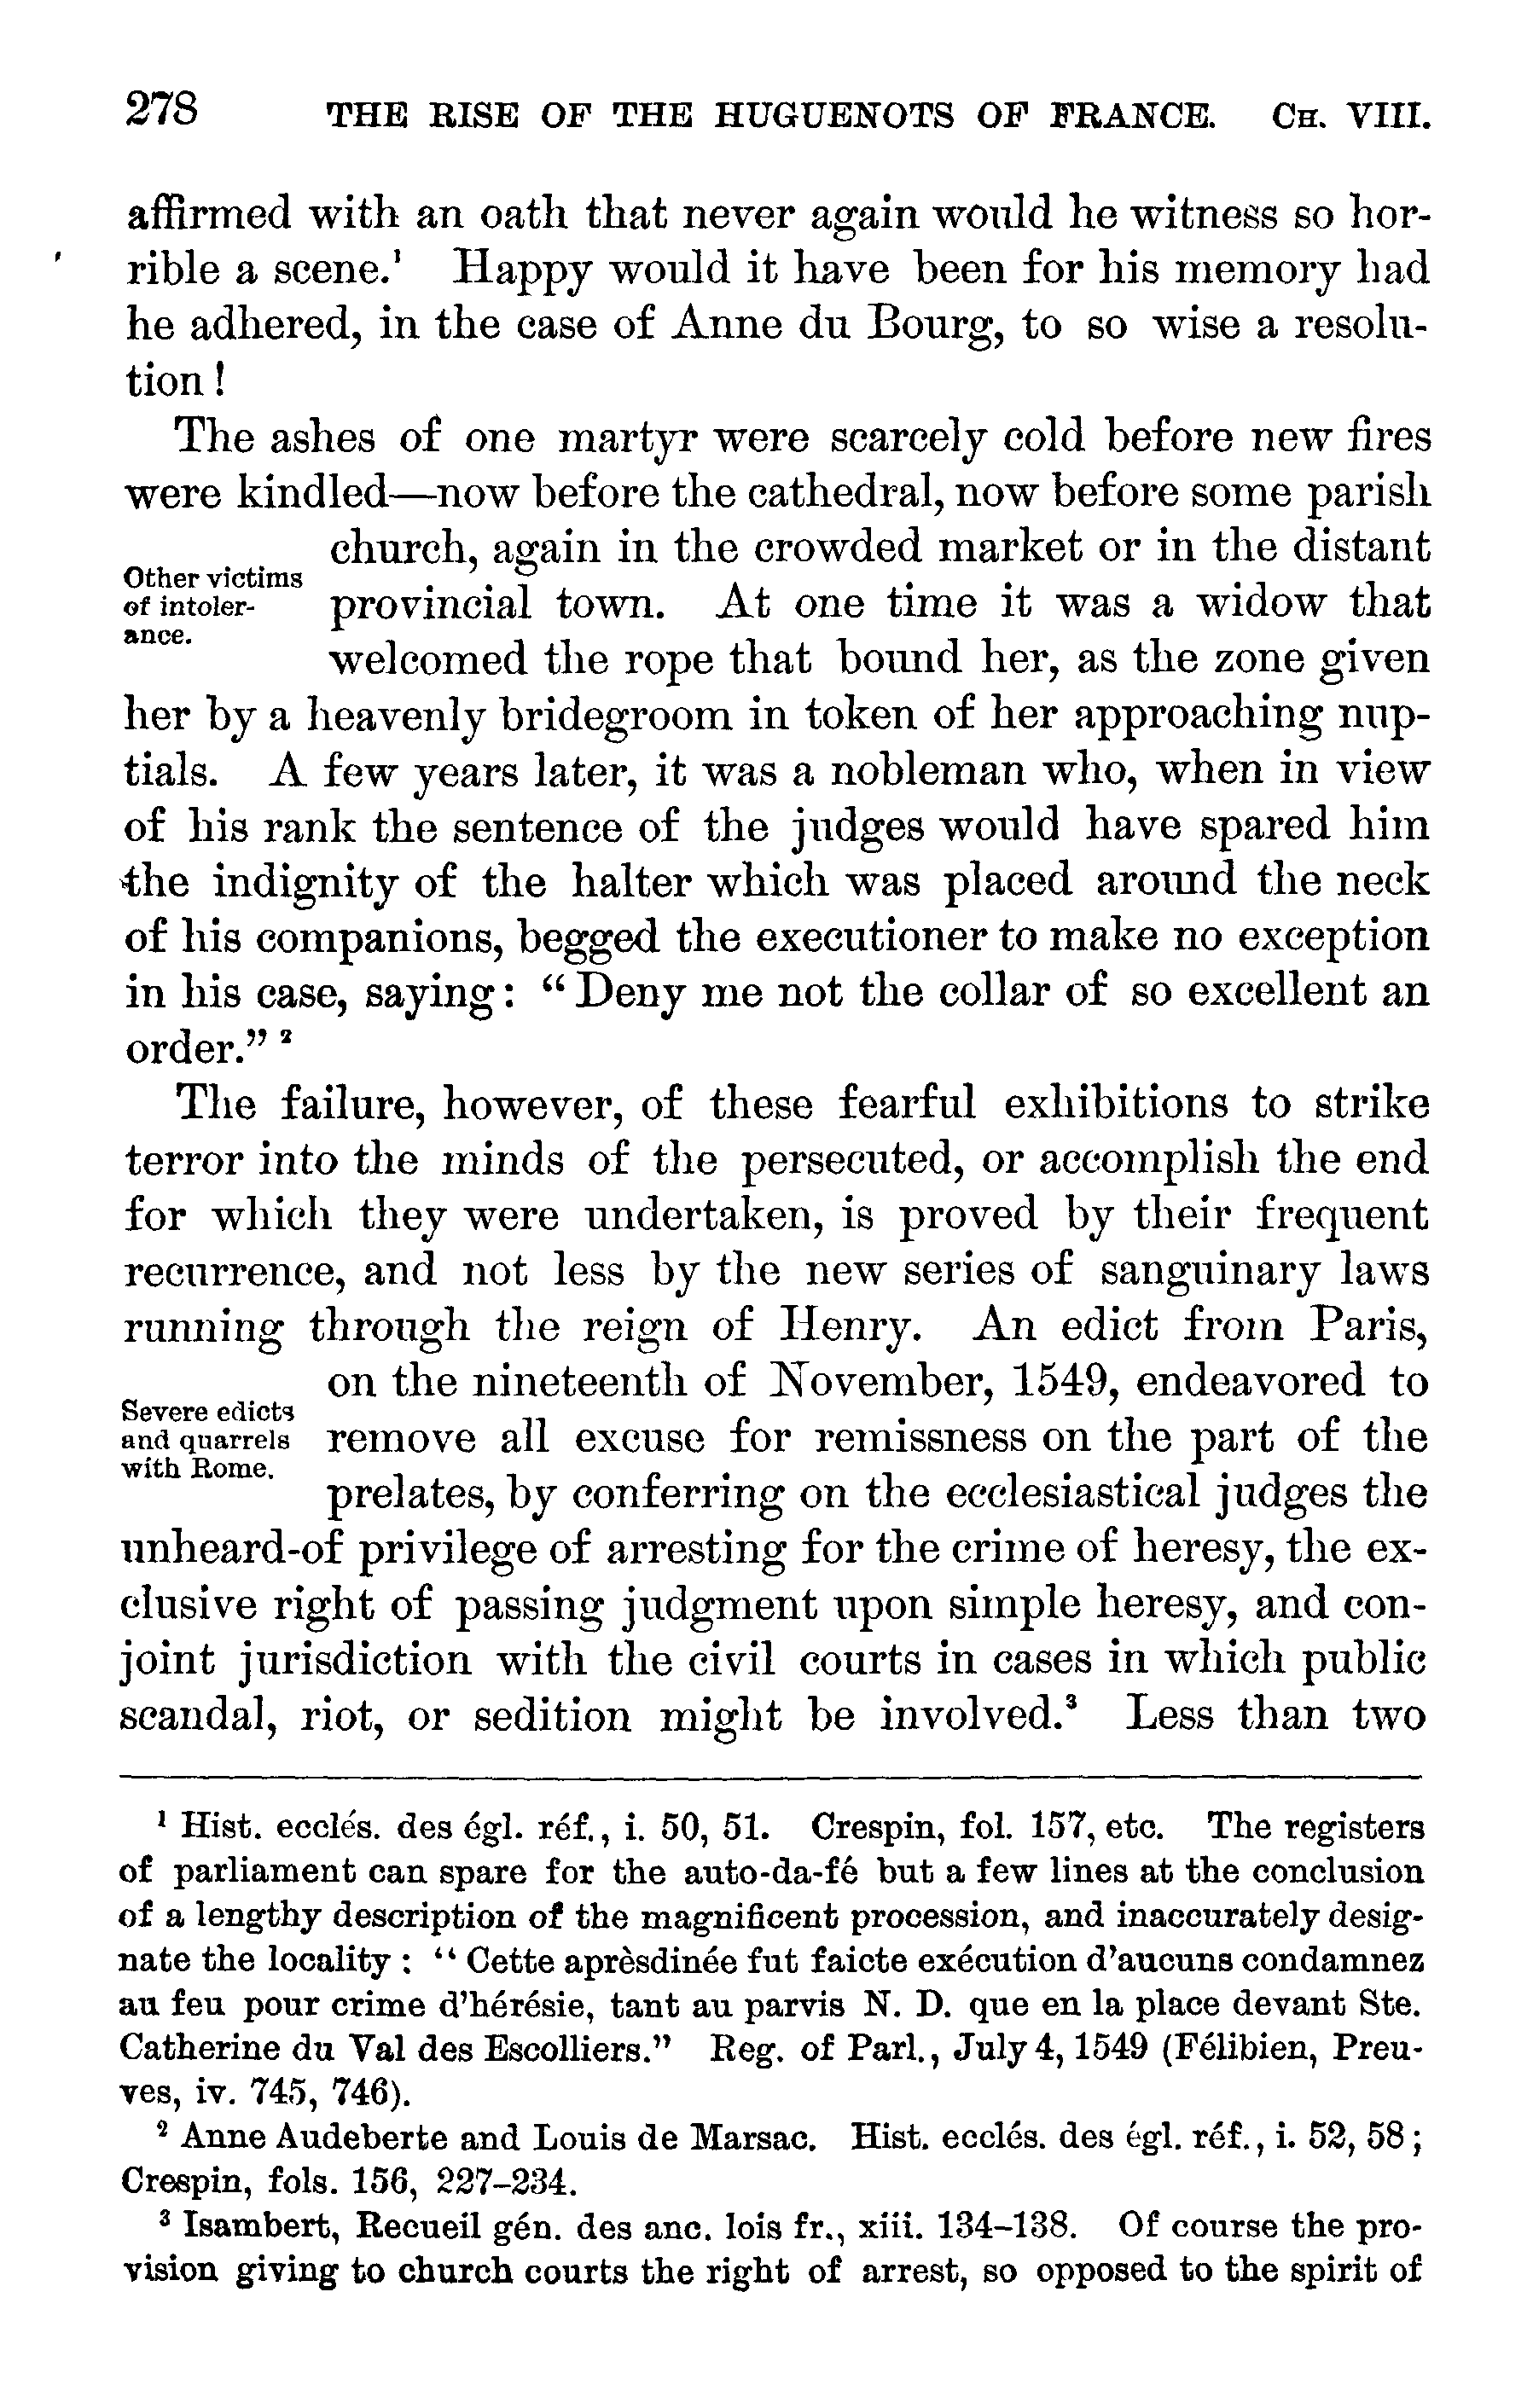 278 THE RISE OF THE HUGUENOTS OF FRANCE. CH. VIII.
affirmed with an oath that never again would he witness so hor-
rible a scene.¹ Happy would it have been for his memory had
he adhered, in the case of Anne du Bourg, to so wise a resolu-
tion!
The ashes of one martyr were scarcely cold before new fires
were kindled—now before the cathedral, now before some parish
church, again in the crowded market or in the distant
Other victims
of intoler-
ance.
provincial town. At one time it was a widow that
welcomed the rope that bound her, as the zone given
her by a heavenly bridegroom in token of her approaching nup-
tials. A few years later, it was a nobleman who, when in view
of his rank the sentence of the judges would have spared him
the indignity of the halter which was placed around the neck
of his companions, begged the executioner to make no exception
in his case, saying: "Deny me not the collar of so excellent an
order." ²
The failure, however, of these fearful exhibitions to strike
terror into the minds of the persecuted, or accomplish the end
for which they were undertaken, is proved by their frequent
recurrence, and not less by the new series of sanguinary laws
running through the reign of Henry. An edict from Paris,
on the nineteenth of November, 1549, endeavored to
Severe edicts
and quarrels
with Rome.
remove all excuse for remissness on the part of the
prelates, by conferring on the ecclesiastical judges the
unheard-of privilege of arresting for the crime of heresy, the ex-
clusive right of passing judgment upon simple heresy, and con-
joint jurisdiction with the civil courts in cases in which public
scandal, riot, or sedition might be involved.³ Less than two
¹ Hist. ecclés. des égl. réf., i. 50, 51. Crespin, fol. 157, etc. The registers
of parliament can spare for the auto-da-fé but a few lines at the conclusion
of a lengthy description of the magnificent procession, and inaccurately desig-
nate the locality : "Cette aprèsdinée fut faicte exécution d'aucuns condamnez
au feu pour crime d'hérésie, tant au parvis N. D. que en la place devant Ste.
Catherine du Val des Escolliers." Reg. of Parl., July 4, 1549 (Félibien, Preu-
ves, iv. 745, 746).
² Anne Audeberte and Louis de Marsac. Hist. ecclés. des égl. réf., i. 52, 58;
Crespin, fols. 156, 227-234.
³ Isambert, Recueil gén. des anc. lois fr., xiii. 134-138. Of course the pro-
vision giving to church courts the right of arrest, so opposed to the spirit of